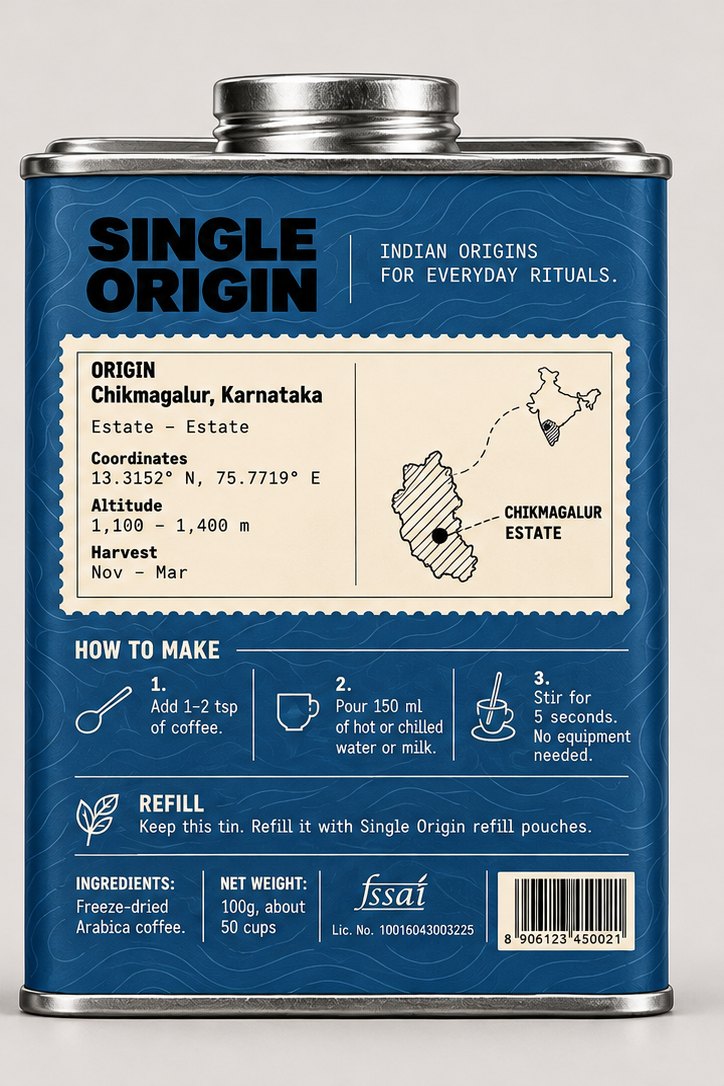 SINGLE
ORIGIN
INDIAN ORIGINS
FOR EVERYDAY RITUALS.
ORIGIN
Chikmagalur, Karnataka
Estate – Estate
Coordinates
13.3152° N, 75.7719° E
Altitude
1,100 – 1,400 m
Harvest
Nov – Mar
CHIKMAGALUR
ESTATE
HOW TO MAKE
1.
Add 1–2 tsp
of coffee.
2.
Pour 150 ml
of hot or chilled
water or milk.
3.
Stir for
5 seconds.
No equipment
needed.
REFILL
Keep this tin. Refill it with Single Origin refill pouches.
INGREDIENTS:
Freeze-dried
Arabica coffee.
NET WEIGHT:
100g, about
50 cups
fssaí
Lic. No. 10016043003225
8 906123 450021